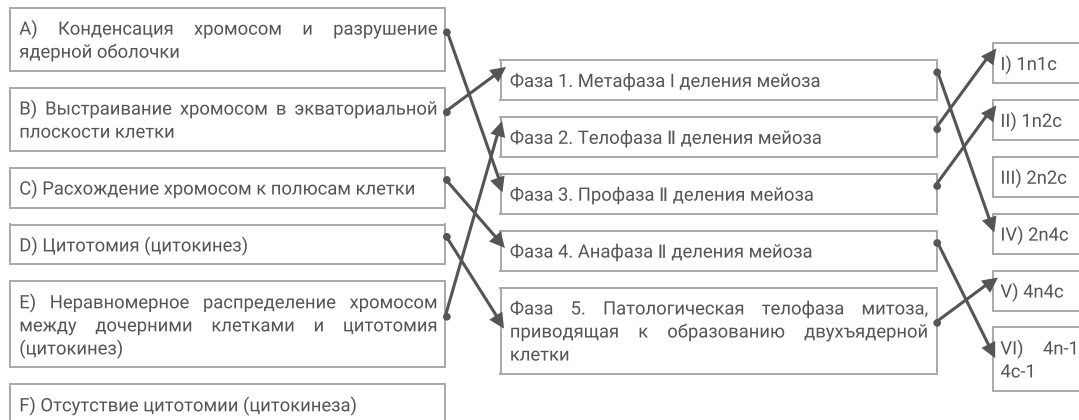 A) Конденсация хромосом и разрушение
ядерной оболочки
B) Выстраивание хромосом в экваториальной
плоскости клетки
C) Расхождение хромосом к полюсам клетки
D) Цитотомия (цитокинез)
E) Неравномерное распределение хромосом
между дочерними клетками и цитотомия
(цитокинез)
F) Отсутствие цитотомии (цитокинеза)
Фаза 1. Метафаза I деления мейоза
Фаза 2. Телофаза II деления мейоза
Фаза 3. Профаза II деления мейоза
Фаза 4. Анафаза II деления мейоза
Фаза 5. Патологическая телофаза митоза,
приводящая к образованию двухъядерной
клетки
I) 1n1c
II) 1n2c
III) 2n2c
IV) 2n4c
V) 4n4c
VI) 4n-1
4c-1